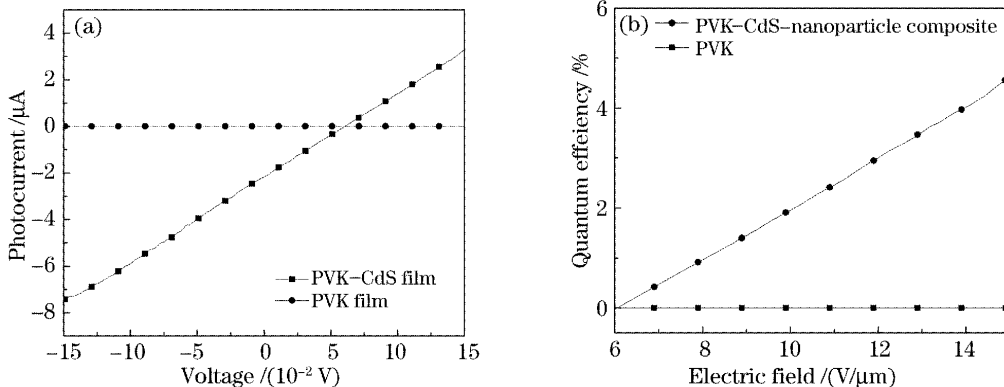 (a)
4
2
0
−2
−4
−6
−8
Photocurrent /μA
PVK−CdS film
PVK film
−15
−10
−5
0
5
10
15
Voltage /(10⁻² V)
(b)
6
4
2
0
Quantum effeiency /%
PVK−CdS−nanoparticle composite
PVK
6
8
10
12
14
Electric field /(V/μm)